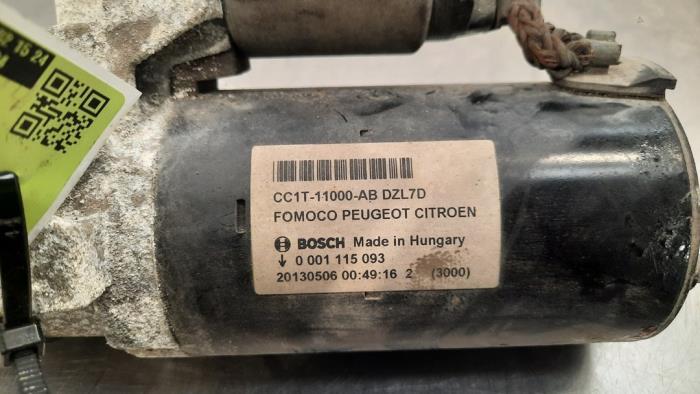 CC1T-11000-AB DZL7D
FOMOCO PEUGEOT CITROEN
BOSCH Made in Hungary
↓ 0 001 115 093
20130506 00:49:16 2 (3000)